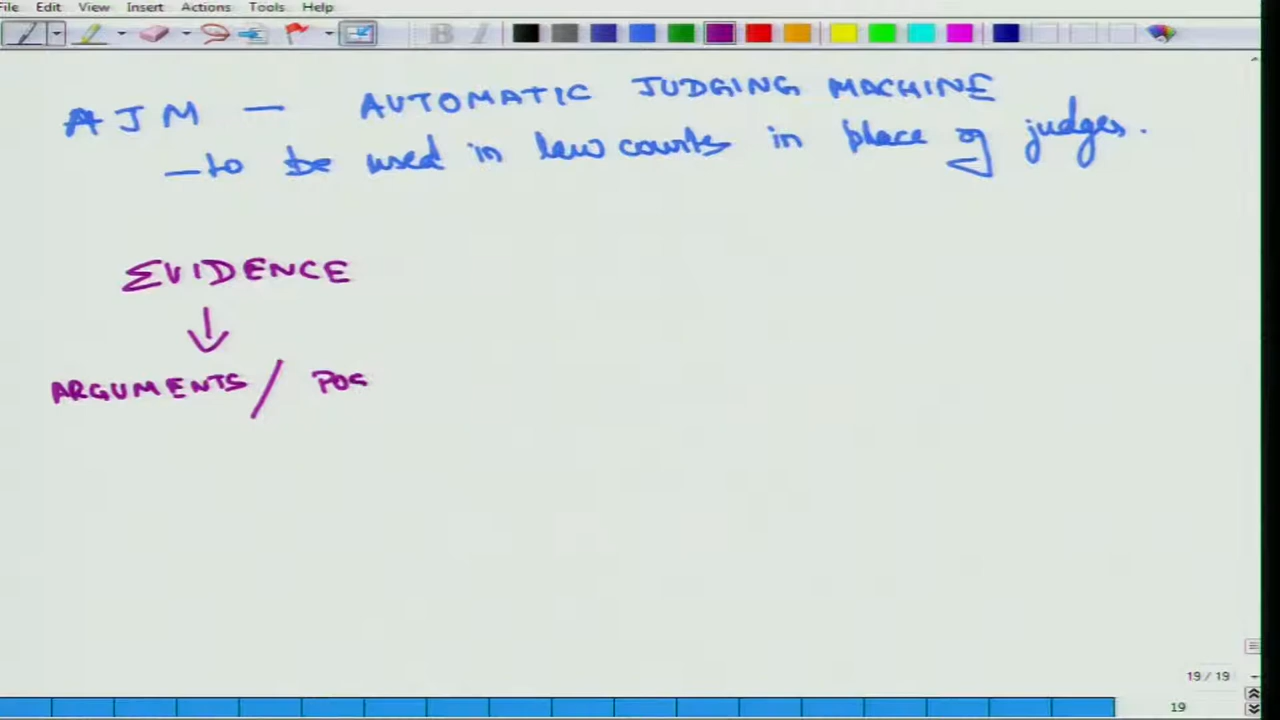 File Edit View Insert Actions Tools Help
AJM — AUTOMATIC JUDGING MACHINE
—to be used in law courts in place of judges.
EVIDENCE
↓
ARGUMENTS / POS
19 / 19
19